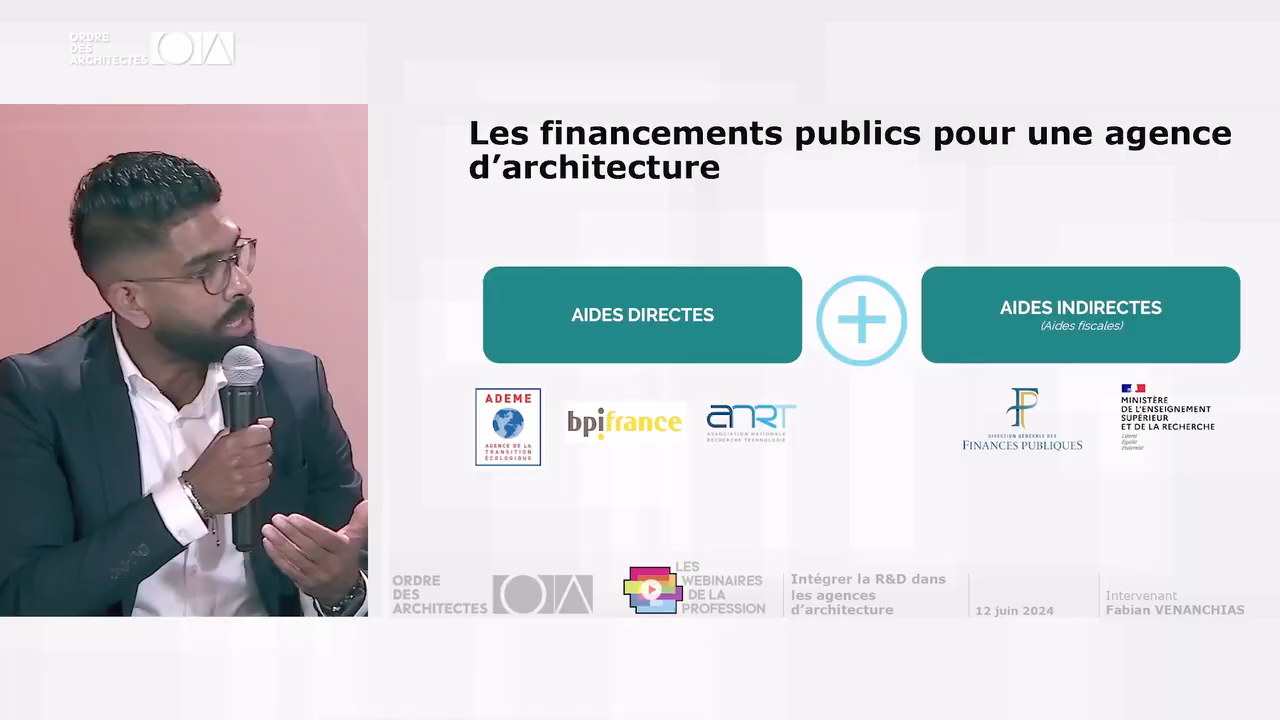 ORDRE
DES
ARCHITECTES
Les financements publics pour une agence
d’architecture
AIDES DIRECTES
AIDES INDIRECTES
(Aides fiscales)
ADEME
AGENCE DE LA
TRANSITION
ÉCOLOGIQUE
bpifrance
ANRT
ASSOCIATION NATIONALE
RECHERCHE TECHNOLOGIE
DIRECTION GÉNÉRALE DES
FINANCES PUBLIQUES
MINISTÈRE
DE L'ENSEIGNEMENT
SUPÉRIEUR
ET DE LA RECHERCHE
Liberté
Égalité
Fraternité
ORDRE
DES
ARCHITECTES
LES
WEBINAIRES
DE LA
PROFESSION
Intégrer la R&D dans
les agences
d’architecture
12 juin 2024
Intervenant
Fabian VENANCHIAS